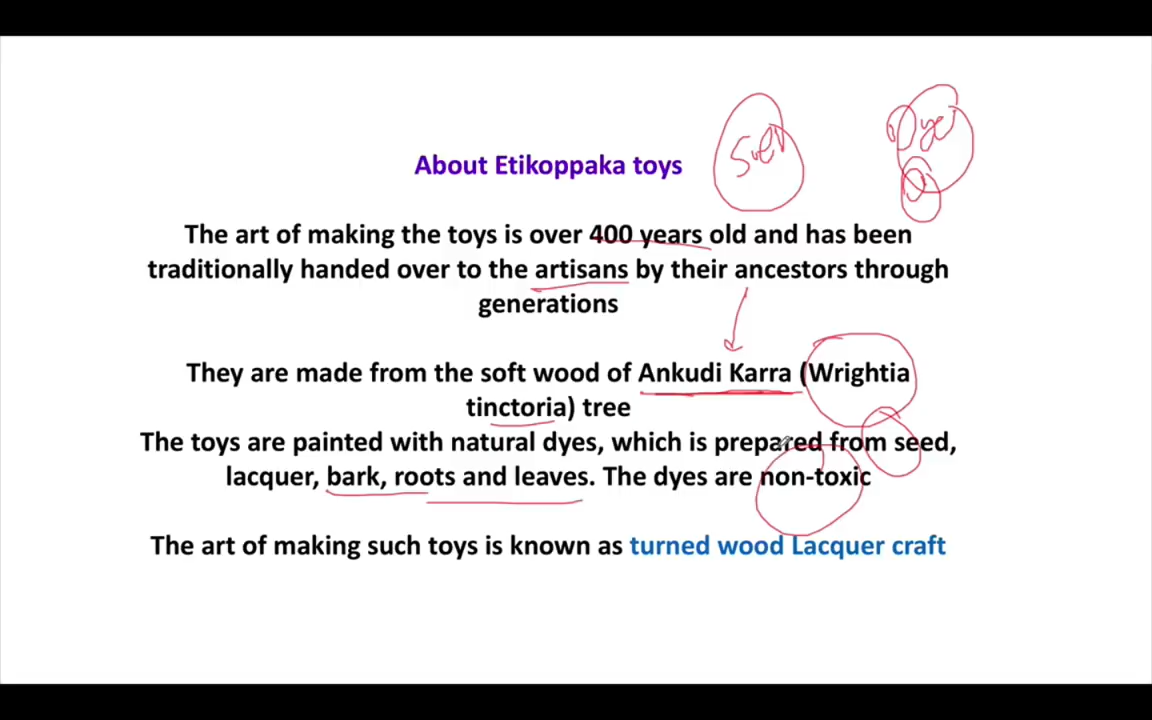 About Etikoppaka toys
The art of making the toys is over 400 years old and has been
traditionally handed over to the artisans by their ancestors through
generations
They are made from the soft wood of Ankudi Karra (Wrightia
tinctoria) tree
The toys are painted with natural dyes, which is prepared from seed,
lacquer, bark, roots and leaves. The dyes are non-toxic
The art of making such toys is known as turned wood Lacquer craft